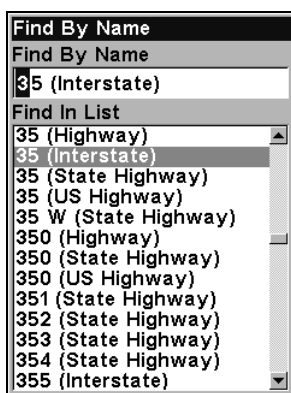 Find By Name
Find By Name
35 (Interstate)
Find In List
35 (Highway)
35 (Interstate)
35 (State Highway)
35 (US Highway)
35 W (State Highway)
350 (Highway)
350 (State Highway)
350 (US Highway)
351 (State Highway)
352 (State Highway)
353 (State Highway)
354 (State Highway)
355 (Interstate)